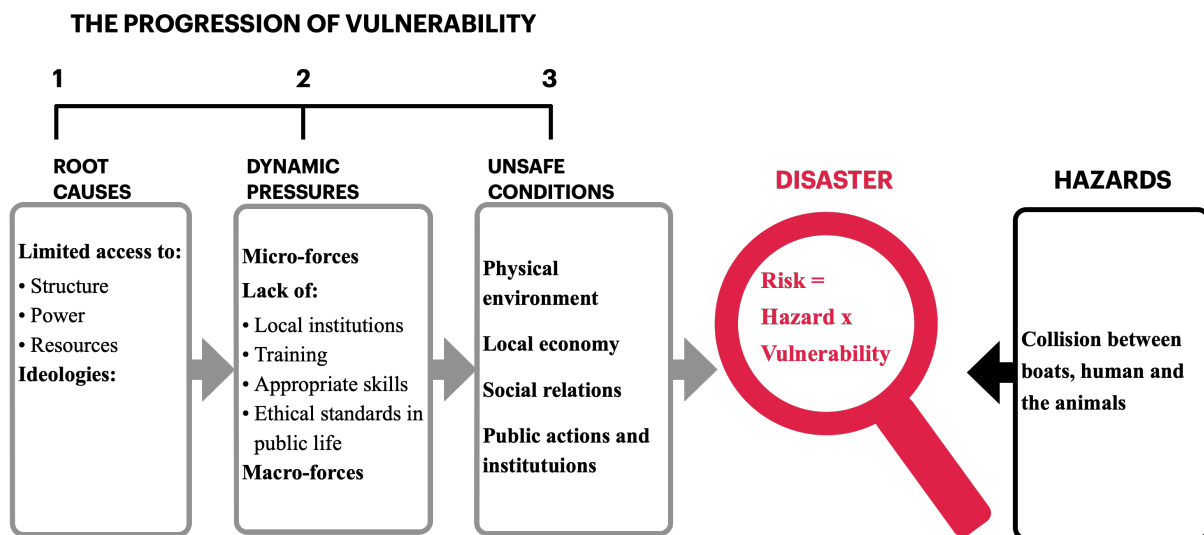 THE PROGRESSION OF VULNERABILITY
1
2
3
ROOT
CAUSES
Limited access to:
• Structure
• Power
• Resources
Ideologies:
DYNAMIC
PRESSURES
Micro-forces
Lack of:
• Local institutions
• Training
• Appropriate skills
• Ethical standards in
public life
Macro-forces
UNSAFE
CONDITIONS
Physical
environment
Local economy
Social relations
Public actions and
institutuions
DISASTER
Risk =
Hazard x
Vulnerability
HAZARDS
Collision between
boats, human and
the animals